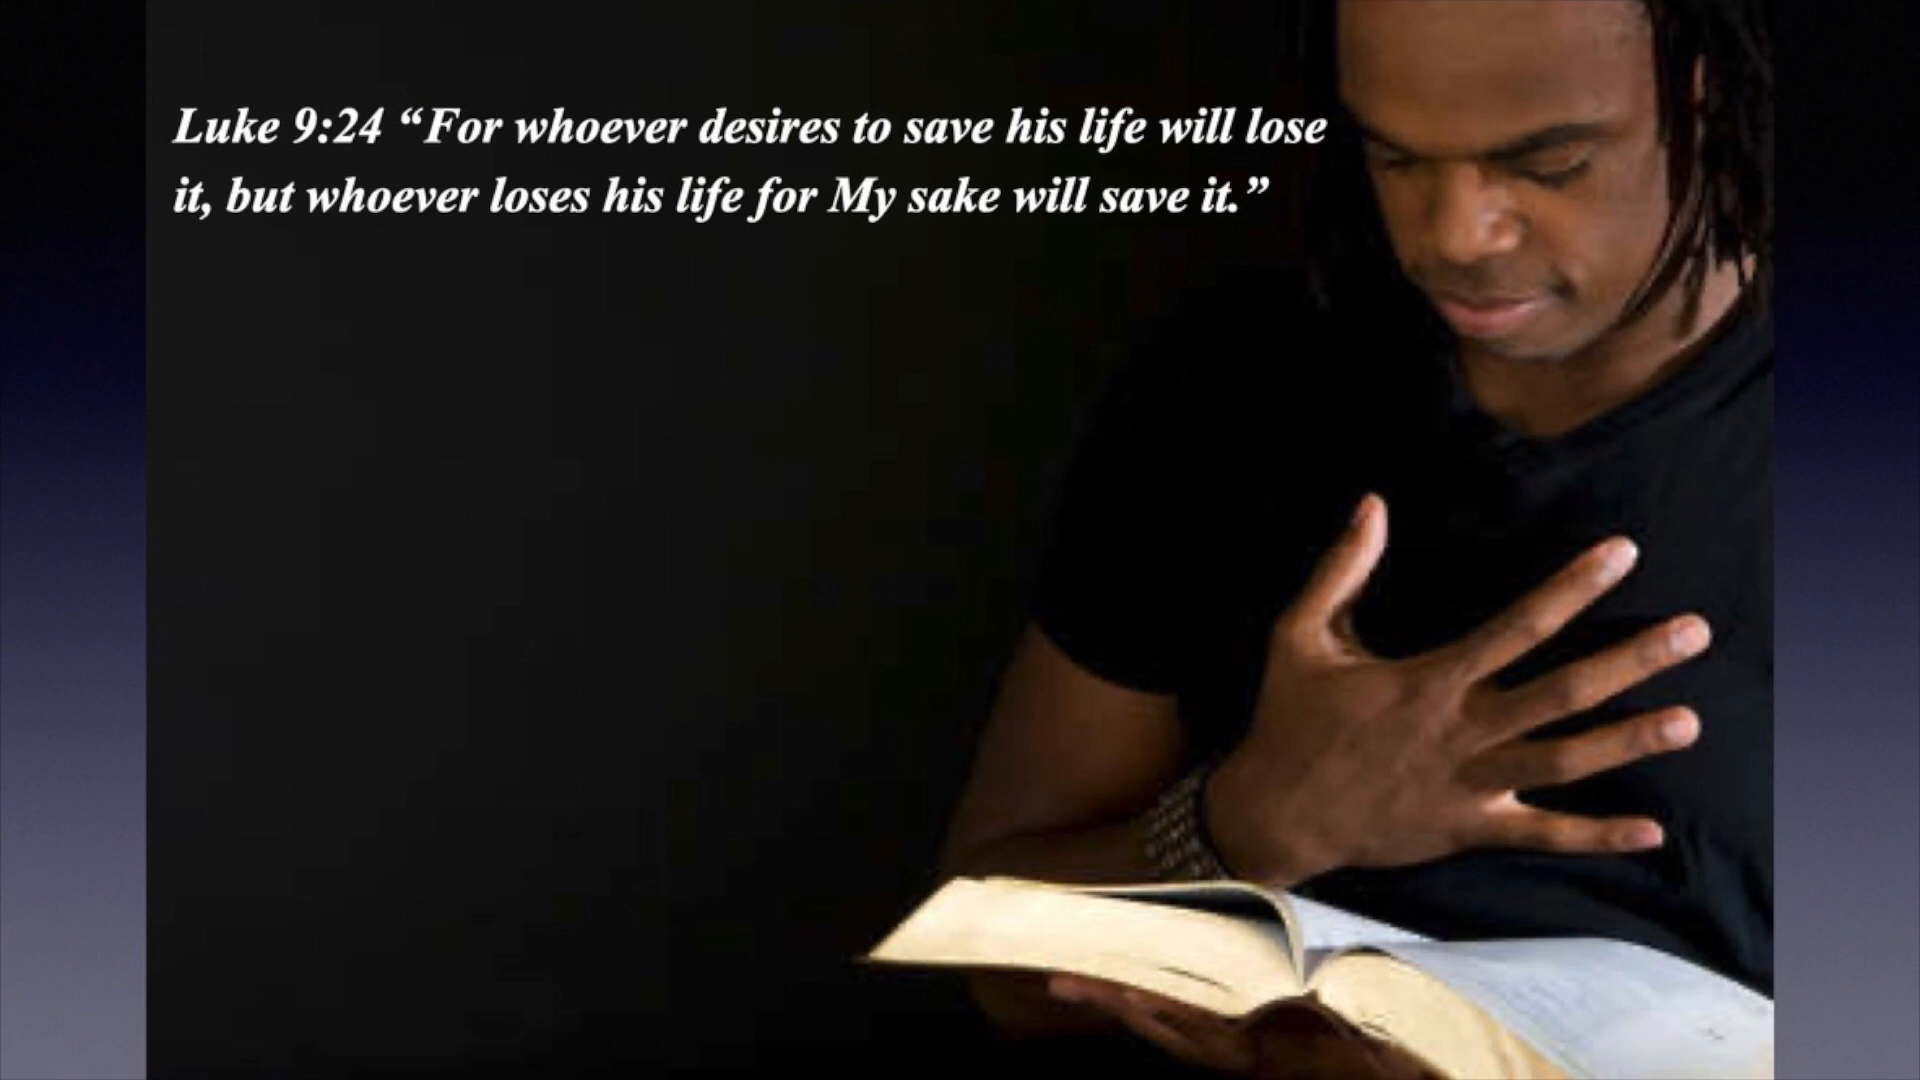 Luke 9:24 “For whoever desires to save his life will lose
it, but whoever loses his life for My sake will save it.”